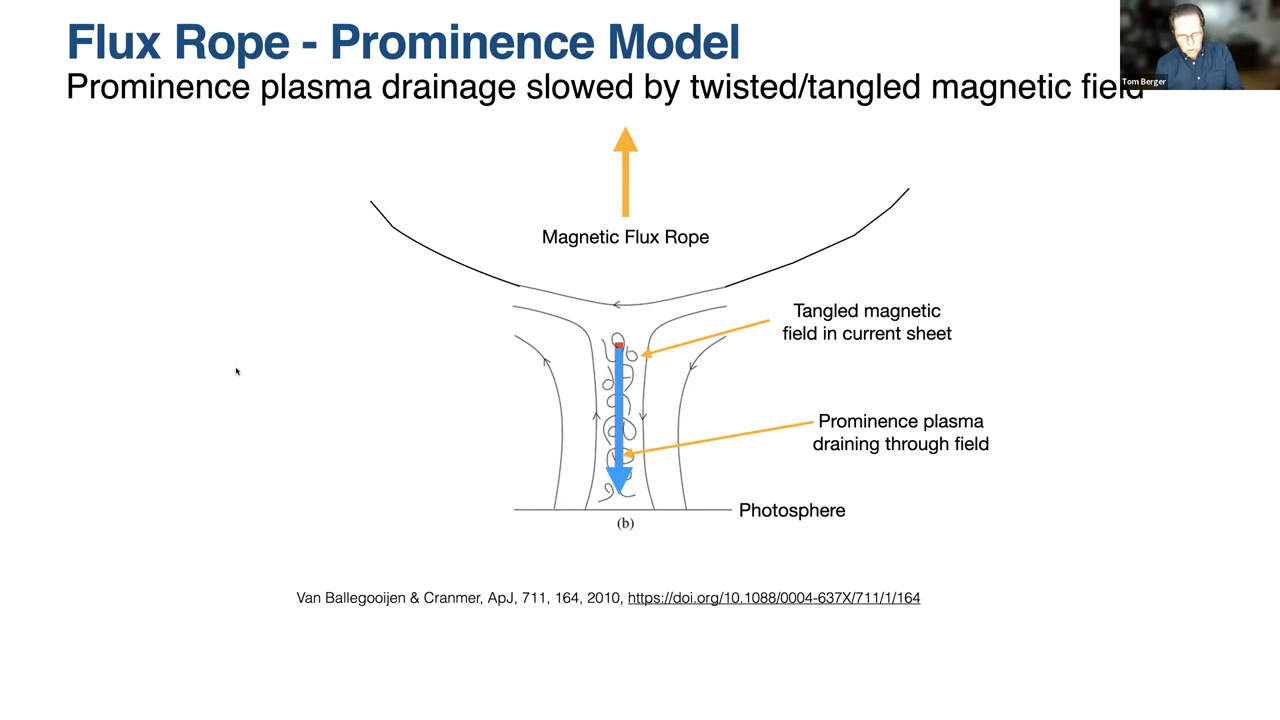 Flux Rope - Prominence Model
Prominence plasma drainage slowed by twisted/tangled magnetic field
Tom Berger
Magnetic Flux Rope
Tangled magnetic
field in current sheet
Prominence plasma
draining through field
Photosphere
(b)
Van Ballegooijen & Cranmer, ApJ, 711, 164, 2010, https://doi.org/10.1088/0004-637X/711/1/164